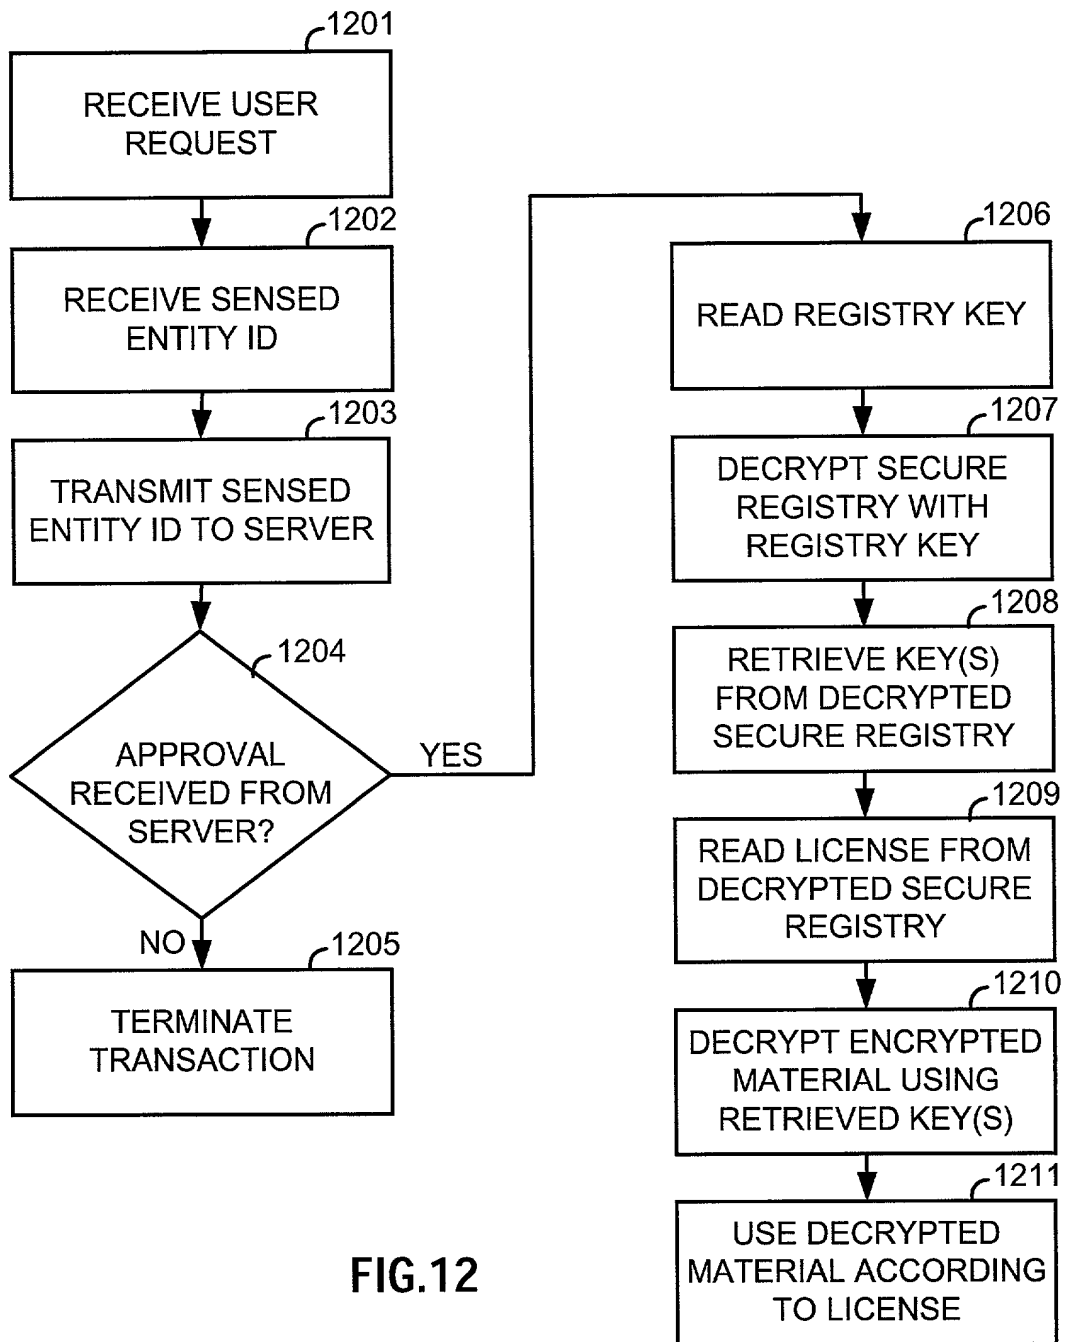 1201
RECEIVE USER
REQUEST
1202
RECEIVE SENSED
ENTITY ID
1203
TRANSMIT SENSED
ENTITY ID TO SERVER
1204
APPROVAL
RECEIVED FROM
SERVER?
YES
NO
1205
TERMINATE
TRANSACTION
1206
READ REGISTRY KEY
1207
DECRYPT SECURE
REGISTRY WITH
REGISTRY KEY
1208
RETRIEVE KEY(S)
FROM DECRYPTED
SECURE REGISTRY
1209
READ LICENSE FROM
DECRYPTED SECURE
REGISTRY
1210
DECRYPT ENCRYPTED
MATERIAL USING
RETRIEVED KEY(S)
1211
USE DECRYPTED
MATERIAL ACCORDING
TO LICENSE
FIG.12